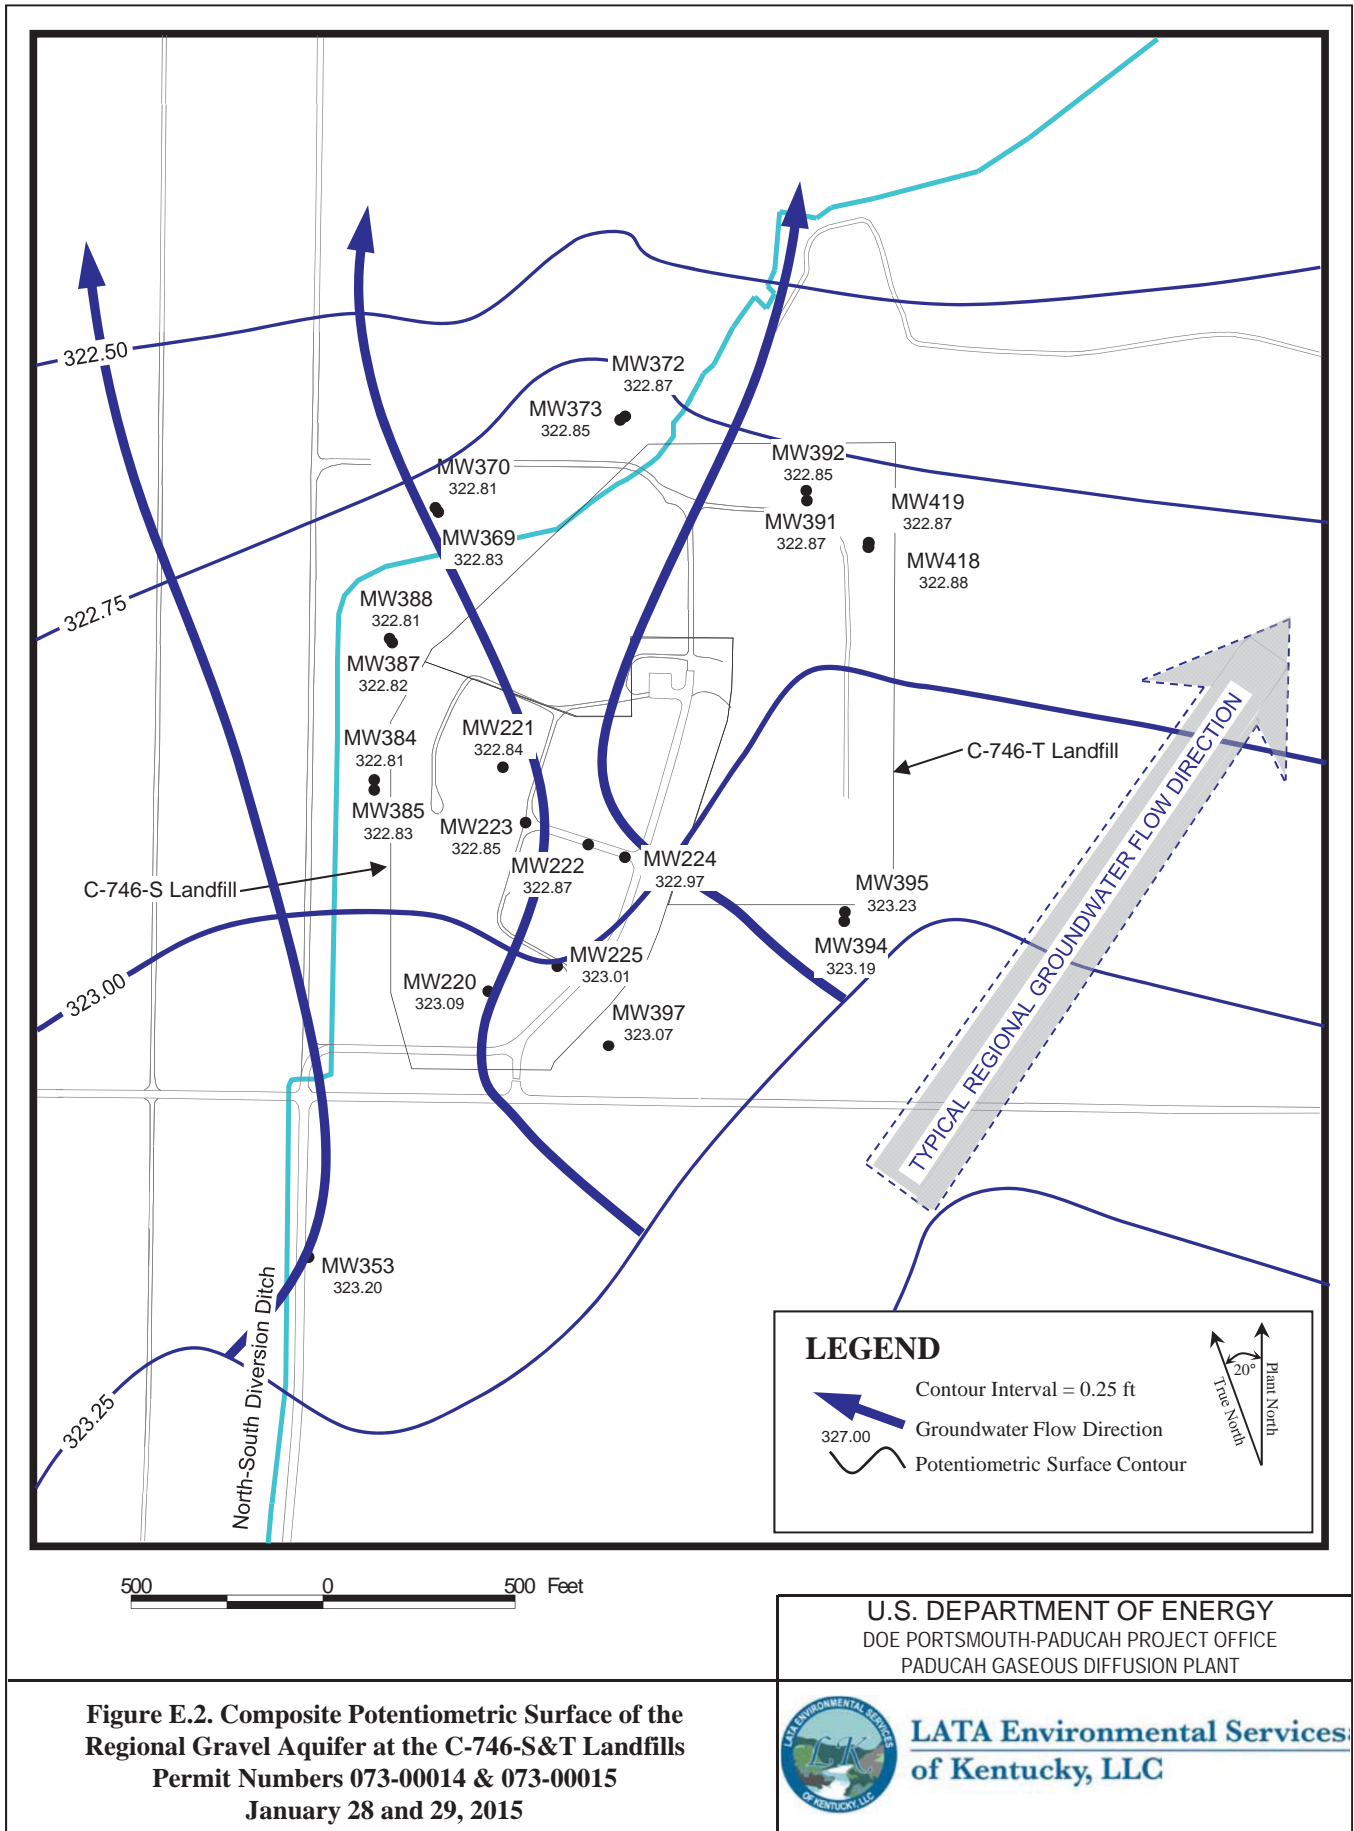 322.50
MW372
322.87
MW373
322.85
MW370
322.81
MW392
322.85
MW419
322.87
MW391
322.87
MW369
322.83
MW418
322.88
MW388
322.81
322.75
MW387
322.82
MW384
322.81
MW221
322.84
C-746-T Landfill
TYPICAL REGIONAL GROUNDWATER FLOW DIRECTION
MW385
322.83
MW223
322.85
MW222
322.87
MW224
322.97
C-746-S Landfill
MW395
323.23
MW394
323.19
MW225
323.01
MW220
323.09
323.00
MW397
323.07
MW353
323.20
North-South Diversion Ditch
323.25
LEGEND
Contour Interval = 0.25 ft
Groundwater Flow Direction
327.00
Potentiometric Surface Contour
20°
True North
Plant North
500 0 500 Feet
U.S. DEPARTMENT OF ENERGY
DOE PORTSMOUTH-PADUCAH PROJECT OFFICE
PADUCAH GASEOUS DIFFUSION PLANT
Figure E.2. Composite Potentiometric Surface of the
Regional Gravel Aquifer at the C-746-S&T Landfills
Permit Numbers 073-00014 & 073-00015
January 28 and 29, 2015
LATA ENVIRONMENTAL SERVICES
LK
OF KENTUCKY, LLC
LATA Environmental Services
of Kentucky, LLC